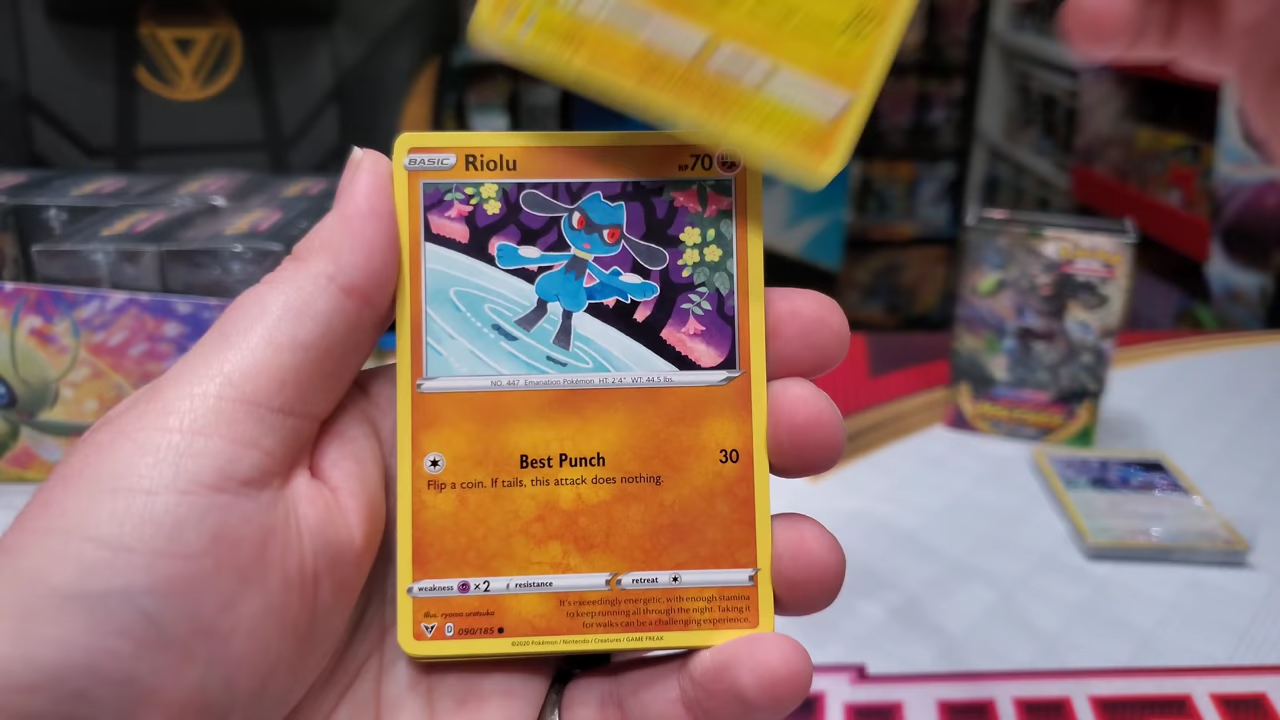 BASIC Riolu HP 70
NO. 447 Emanation Pokémon HT: 2'4" WT: 44.5 lbs.
Best Punch 30
Flip a coin. If tails, this attack does nothing.
weakness ×2 resistance retreat
Illus. ryoma uratsuka
It's exceedingly energetic, with enough stamina
to keep running all through the night. Taking it
for walks can be a challenging experience.
D 090/185
©2020 Pokémon / Nintendo / Creatures / GAME FREAK